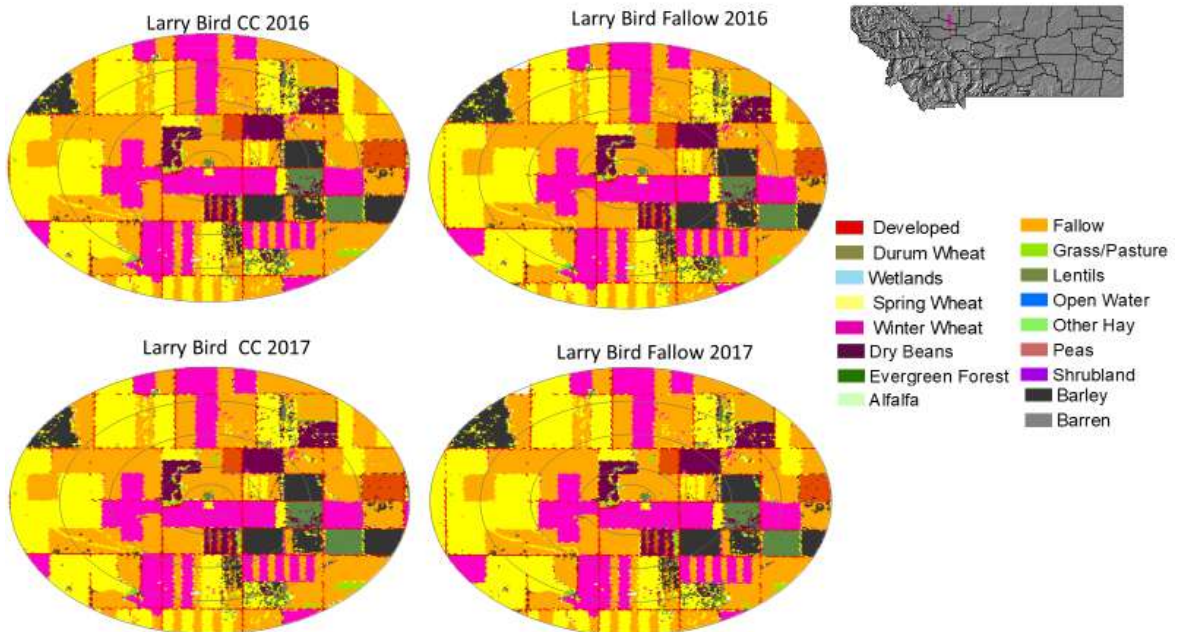 Larry Bird CC 2016
Larry Bird Fallow 2016
Larry Bird CC 2017
Larry Bird Fallow 2017
Developed
Durum Wheat
Wetlands
Spring Wheat
Winter Wheat
Dry Beans
Evergreen Forest
Alfalfa
Fallow
Grass/Pasture
Lentils
Open Water
Other Hay
Peas
Shrubland
Barley
Barren